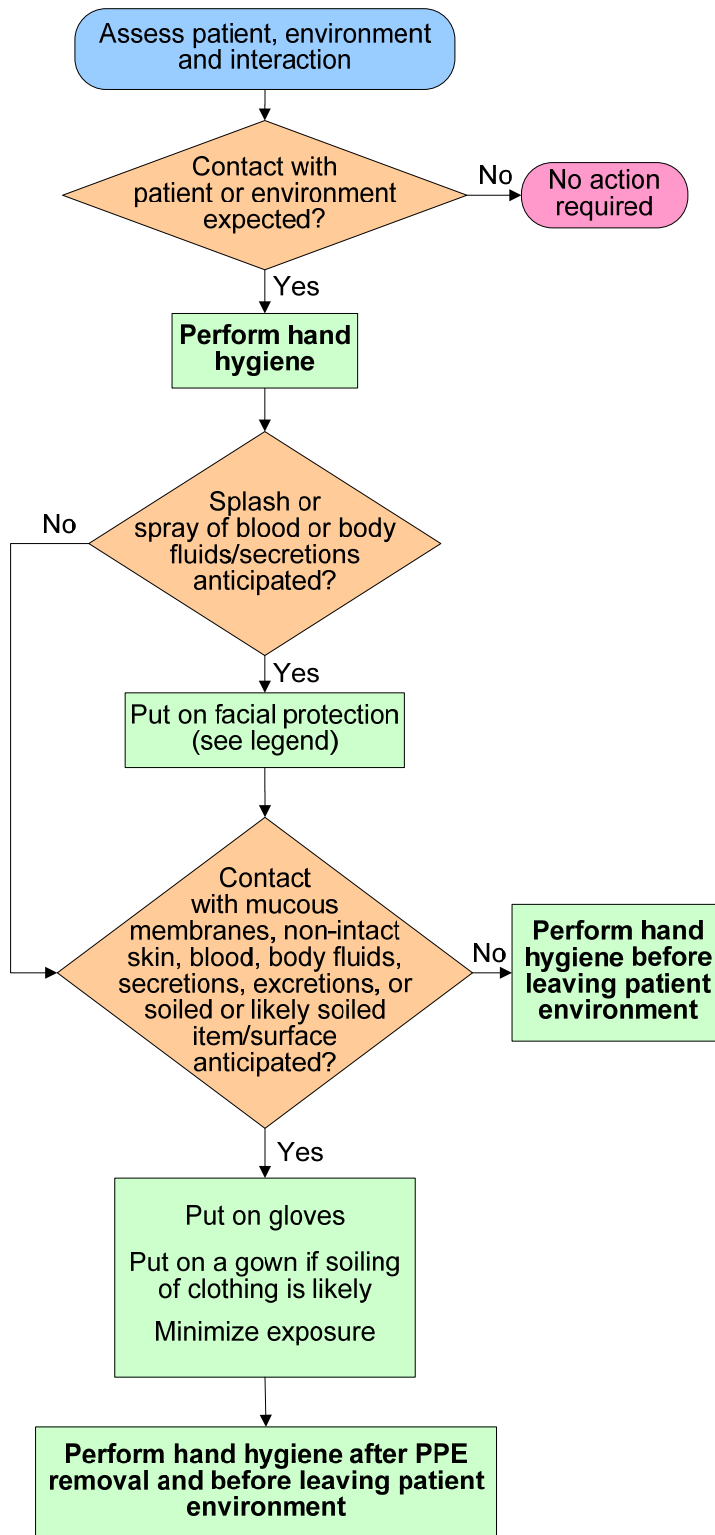 Assess patient, environment
and interaction
Contact with
patient or environment
expected?
No
No action
required
Yes
Perform hand
hygiene
Splash or
spray of blood or body
fluids/secretions
anticipated?
No
Yes
Put on facial protection
(see legend)
Contact
with mucous
membranes, non-intact
skin, blood, body fluids,
secretions, excretions, or
soiled or likely soiled
item/surface
anticipated?
No
Perform hand
hygiene before
leaving patient
environment
Yes
Put on gloves
Put on a gown if soiling
of clothing is likely
Minimize exposure
Perform hand hygiene after PPE
removal and before leaving patient
environment